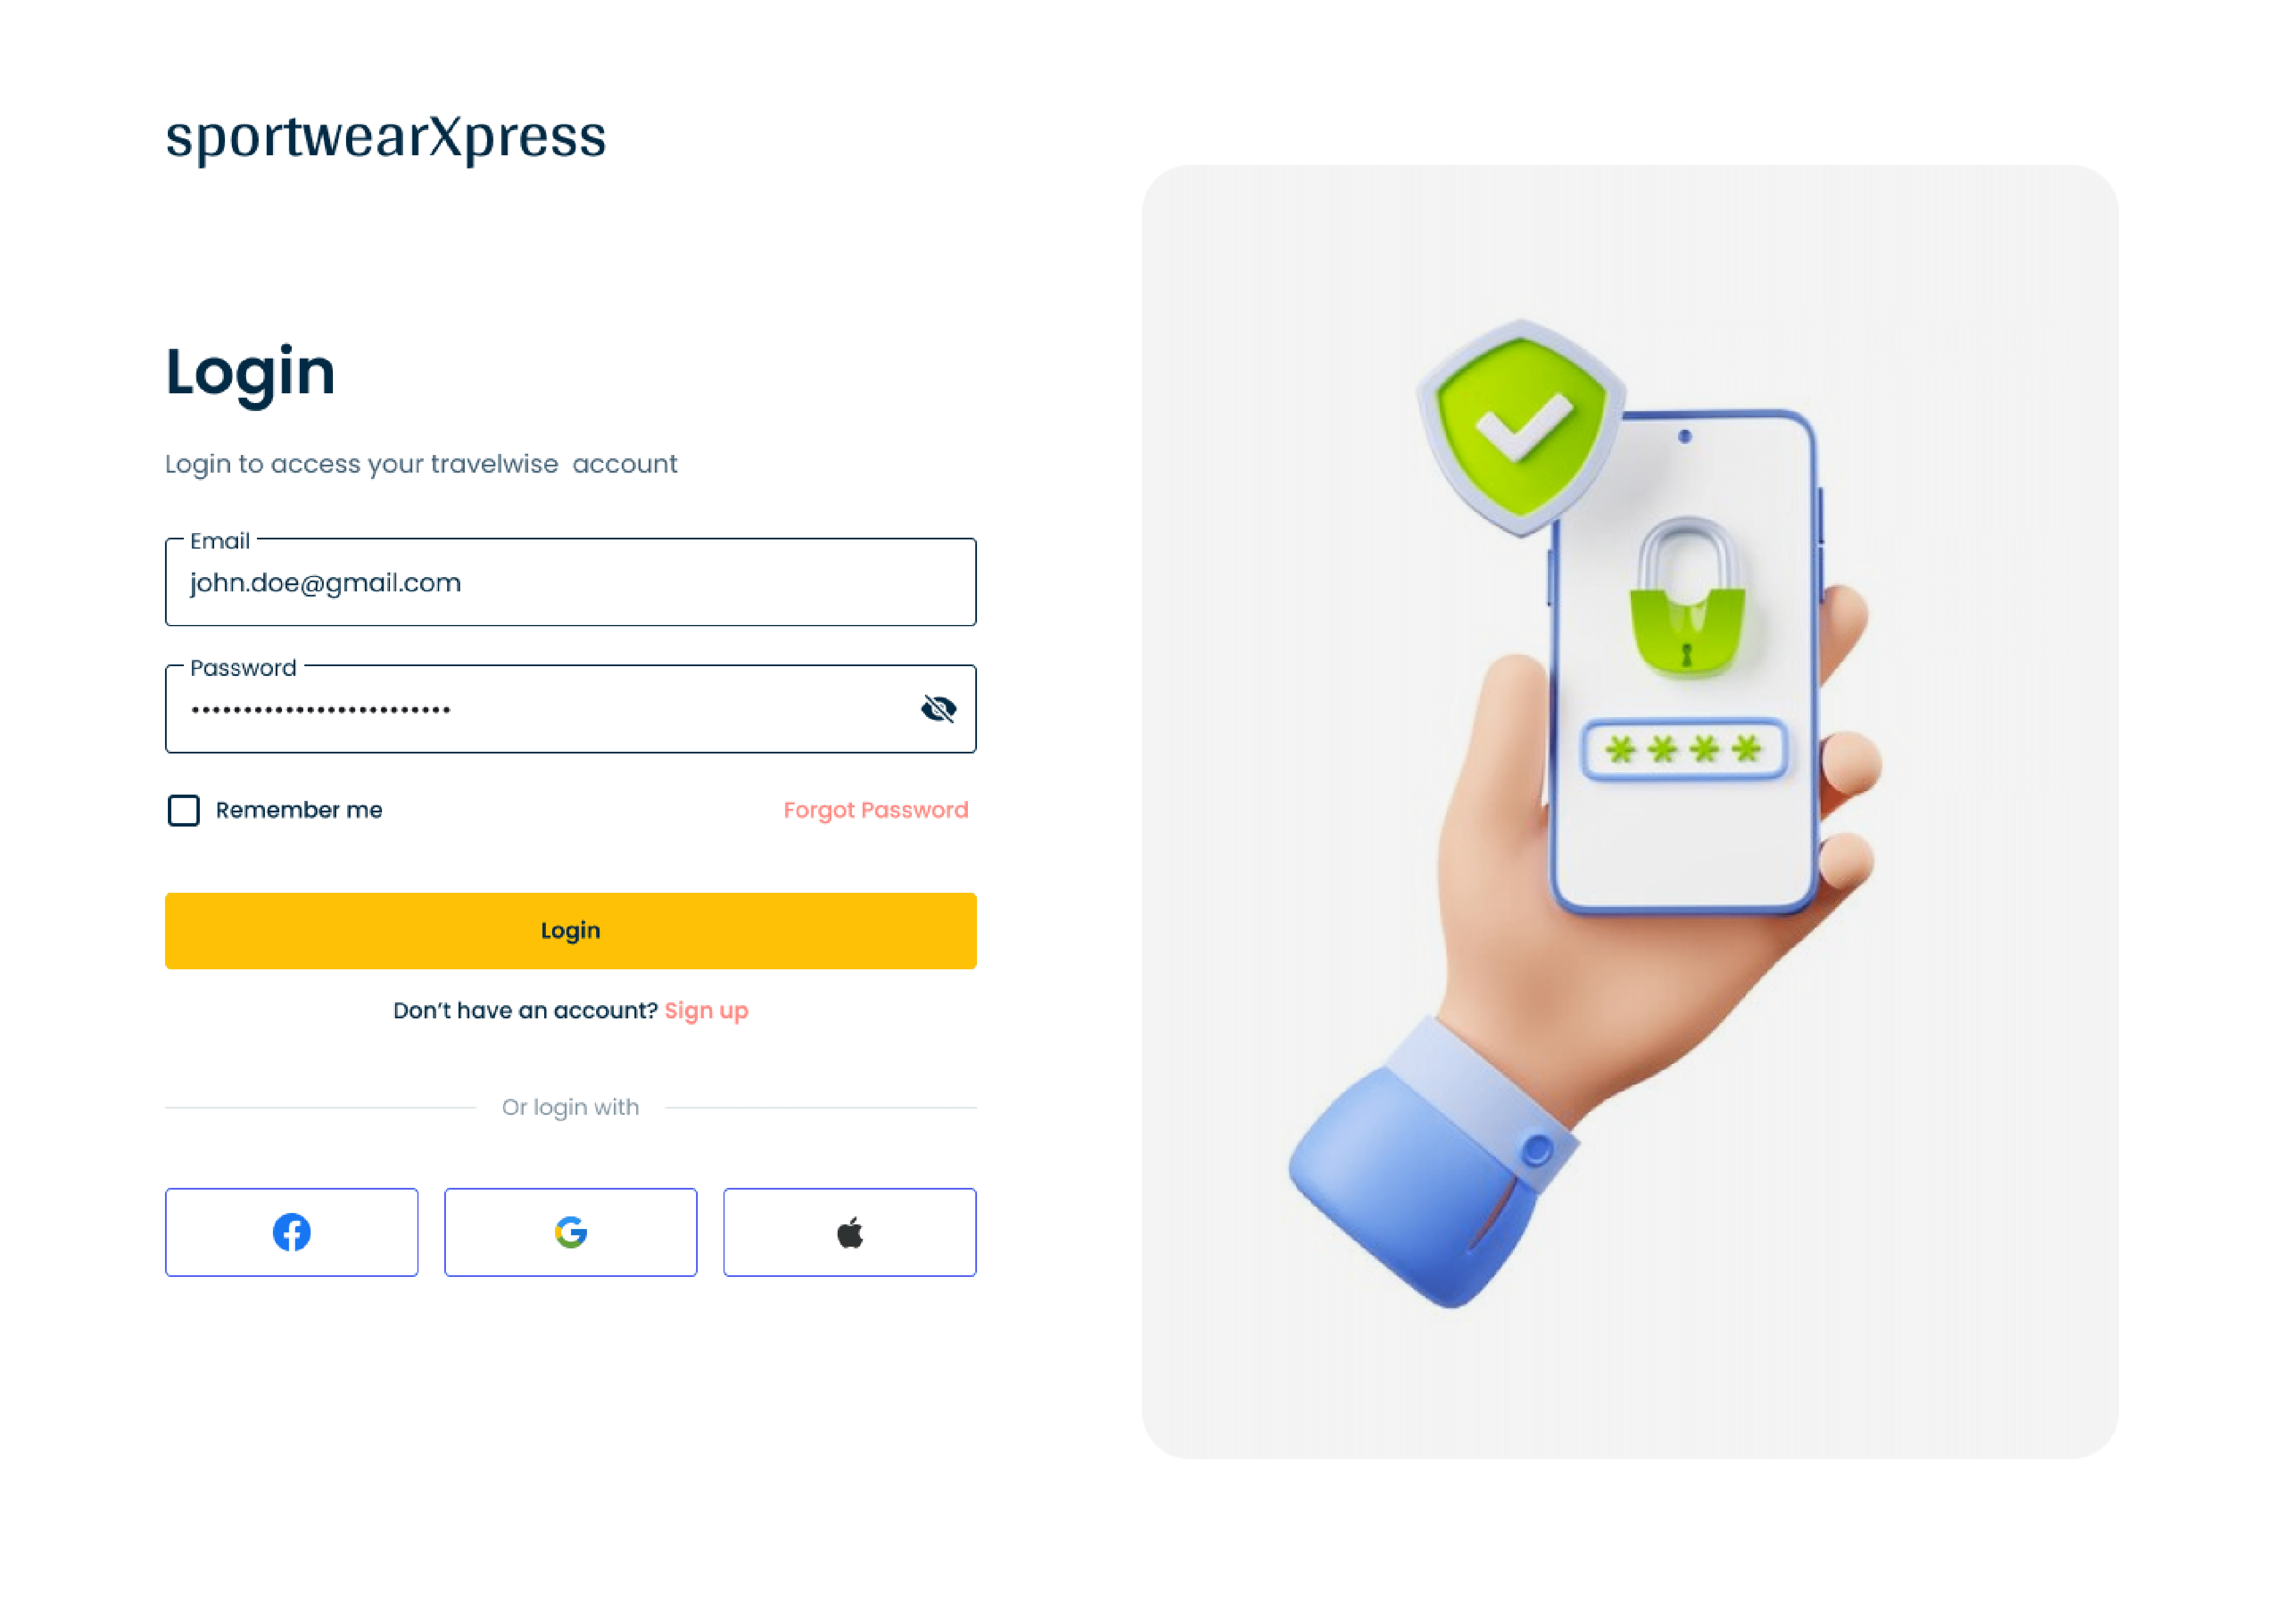 sportwearXpress
Login
Login to access your travelwise  account
Email
john.doe@gmail.com
Password
•••••••••••••••••••••••••
Remember me
Forgot Password
Login
Don’t have an account? Sign up
Or login with
* * * *